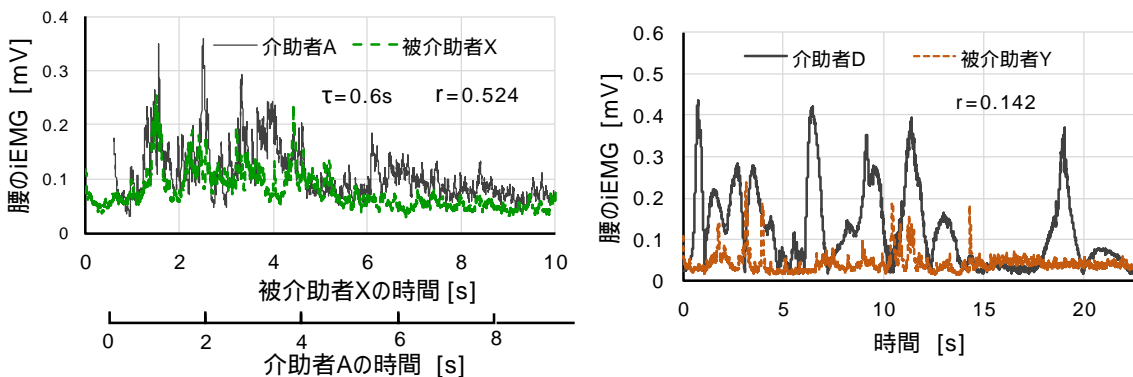 0.4
0.3
0.2
0.1
0
腰のiEMG [mV]
介助者A
被介助者X
τ=0.6s r=0.524
0 2 4 6 8 10
被介助者Xの時間 [s]
0 2 4 6 8
介助者Aの時間 [s]
0.6
0.5
0.4
0.3
0.2
0.1
0
腰のiEMG [mV]
介助者D
被介助者Y
r=0.142
0 5 10 15 20
時間 [s]